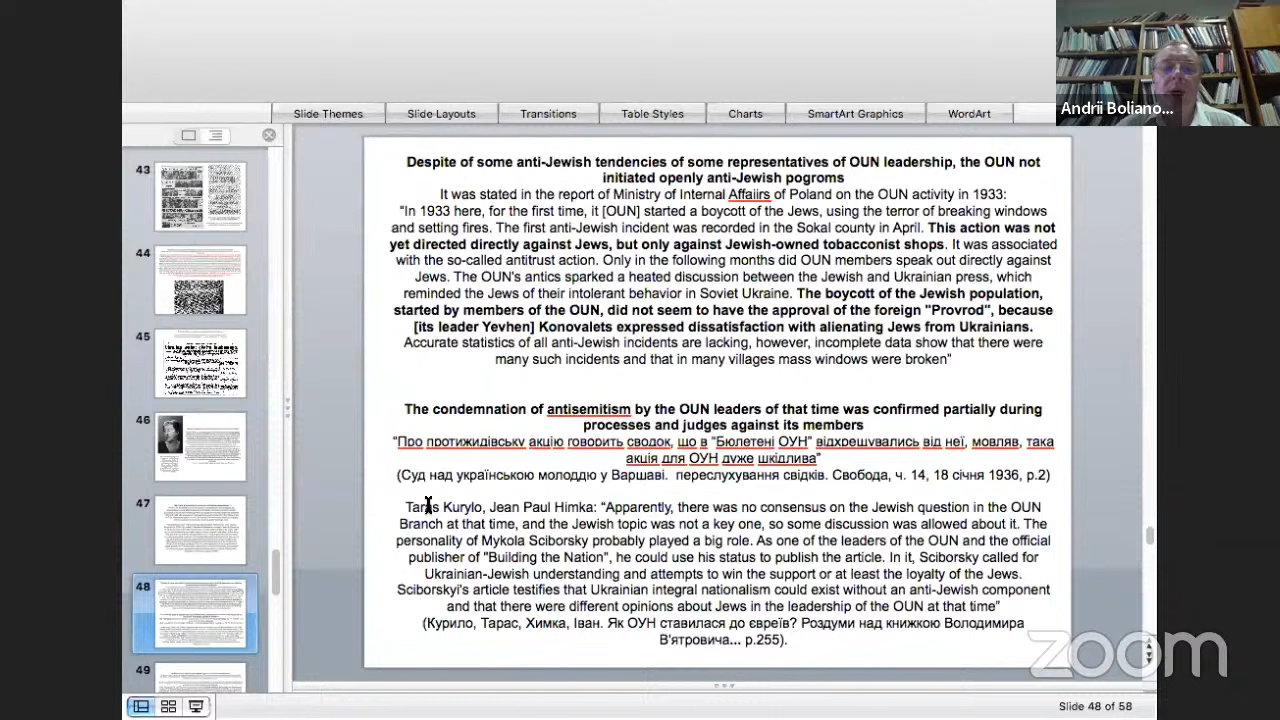 Andrii Boliano...
Slide Themes
Slide Layouts
Transitions
Table Styles
Charts
SmartArt Graphics
WordArt
43
44
45
46
47
48
49
Despite of some anti-Jewish tendencies of some representatives of OUN leadership, the OUN not
initiated openly anti-Jewish pogroms
It was stated in the report of Ministry of Internal Affaiirs of Poland on the OUN activity in 1933:
“In 1933 here, for the first time, it [OUN] started a boycott of the Jews, using the terror of breaking windows
and setting fires. The first anti-Jewish incident was recorded in the Sokal county in April. This action was not
yet directed directly against Jews, but only against Jewish-owned tobacconist shops. It was associated
with the so-called antitrust action. Only in the following months did OUN members speak out directly against
Jews. The OUN's antics sparked a heated discussion between the Jewish and Ukrainian press, which
reminded the Jews of their intolerant behavior in Soviet Ukraine. The boycott of the Jewish population,
started by members of the OUN, did not seem to have the approval of the foreign "Provrod", because
[its leader Yevhen] Konovalets expressed dissatisfaction with alienating Jews from Ukrainians.
Accurate statistics of all anti-Jewish incidents are lacking, however, incomplete data show that there were
many such incidents and that in many villages mass windows were broken”
The condemnation of antisemitism by the OUN leaders of that time was confirmed partially during
processes and judges against its members
“Про протижидівську акцію говорить сводок, що в “Бюлетені ОУН” відхрещувались від неї, мовляв, така
акція для ОУН дуже шкідлива”
(Суд над українською молоддю у Варшаві. переслухування свідків. Свобода, ч. 14, 18 січня 1936, p.2)
Taras Kurylo, Jean Paul Himka: “Apparently, there was no consensus on the Jewish question in the OUN
Branch at that time, and the Jewish topic was not a key one, so some discussion was allowed about it. The
personality of Mykola Sciborsky probably played a big role. As one of the leaders of the OUN and the official
publisher of "Building the Nation", he could use his status to publish the article. In it, Sciborsky called for
Ukrainian-Jewish understanding and attempts to win the support or at least the loyalty of the Jews.
Sciborskyi's article testifies that Ukrainian integral nationalism could exist without an anti-Jewish component
and that there were different opinions about Jews in the leadership of the OUN at that time”
(Курило, Тарас, Химка, Іван. Як ОУН ставилася до євреїв? Роздуми над книжкою Володимира
В'ятровича... p.255).
zoom
Slide 48 of 58